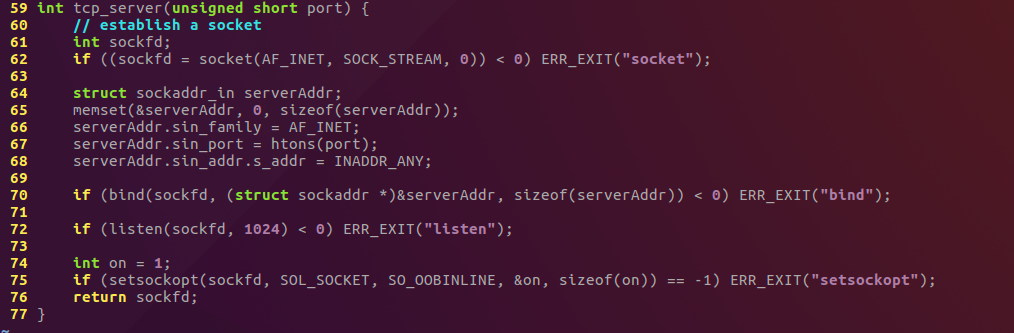 59 int tcp_server(unsigned short port) {
60     // establish a socket
61     int sockfd;
62     if ((sockfd = socket(AF_INET, SOCK_STREAM, 0)) < 0) ERR_EXIT("socket");
63
64     struct sockaddr_in serverAddr;
65     memset(&serverAddr, 0, sizeof(serverAddr));
66     serverAddr.sin_family = AF_INET;
67     serverAddr.sin_port = htons(port);
68     serverAddr.sin_addr.s_addr = INADDR_ANY;
69
70     if (bind(sockfd, (struct sockaddr *)&serverAddr, sizeof(serverAddr)) < 0) ERR_EXIT("bind");
71
72     if (listen(sockfd, 1024) < 0) ERR_EXIT("listen");
73
74     int on = 1;
75     if (setsockopt(sockfd, SOL_SOCKET, SO_OOBINLINE, &on, sizeof(on)) == -1) ERR_EXIT("setsockopt");
76     return sockfd;
77 }
~